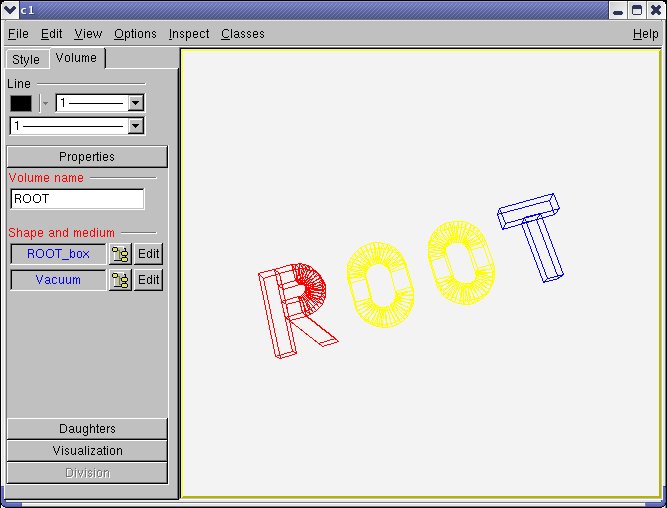 c1
File Edit View Options Inspect Classes Help
Style Volume
Line
1
1
Properties
Volume name
ROOT
Shape and medium
ROOT_box Edit
Vacuum Edit
Daughters
Visualization
Division
ROOT